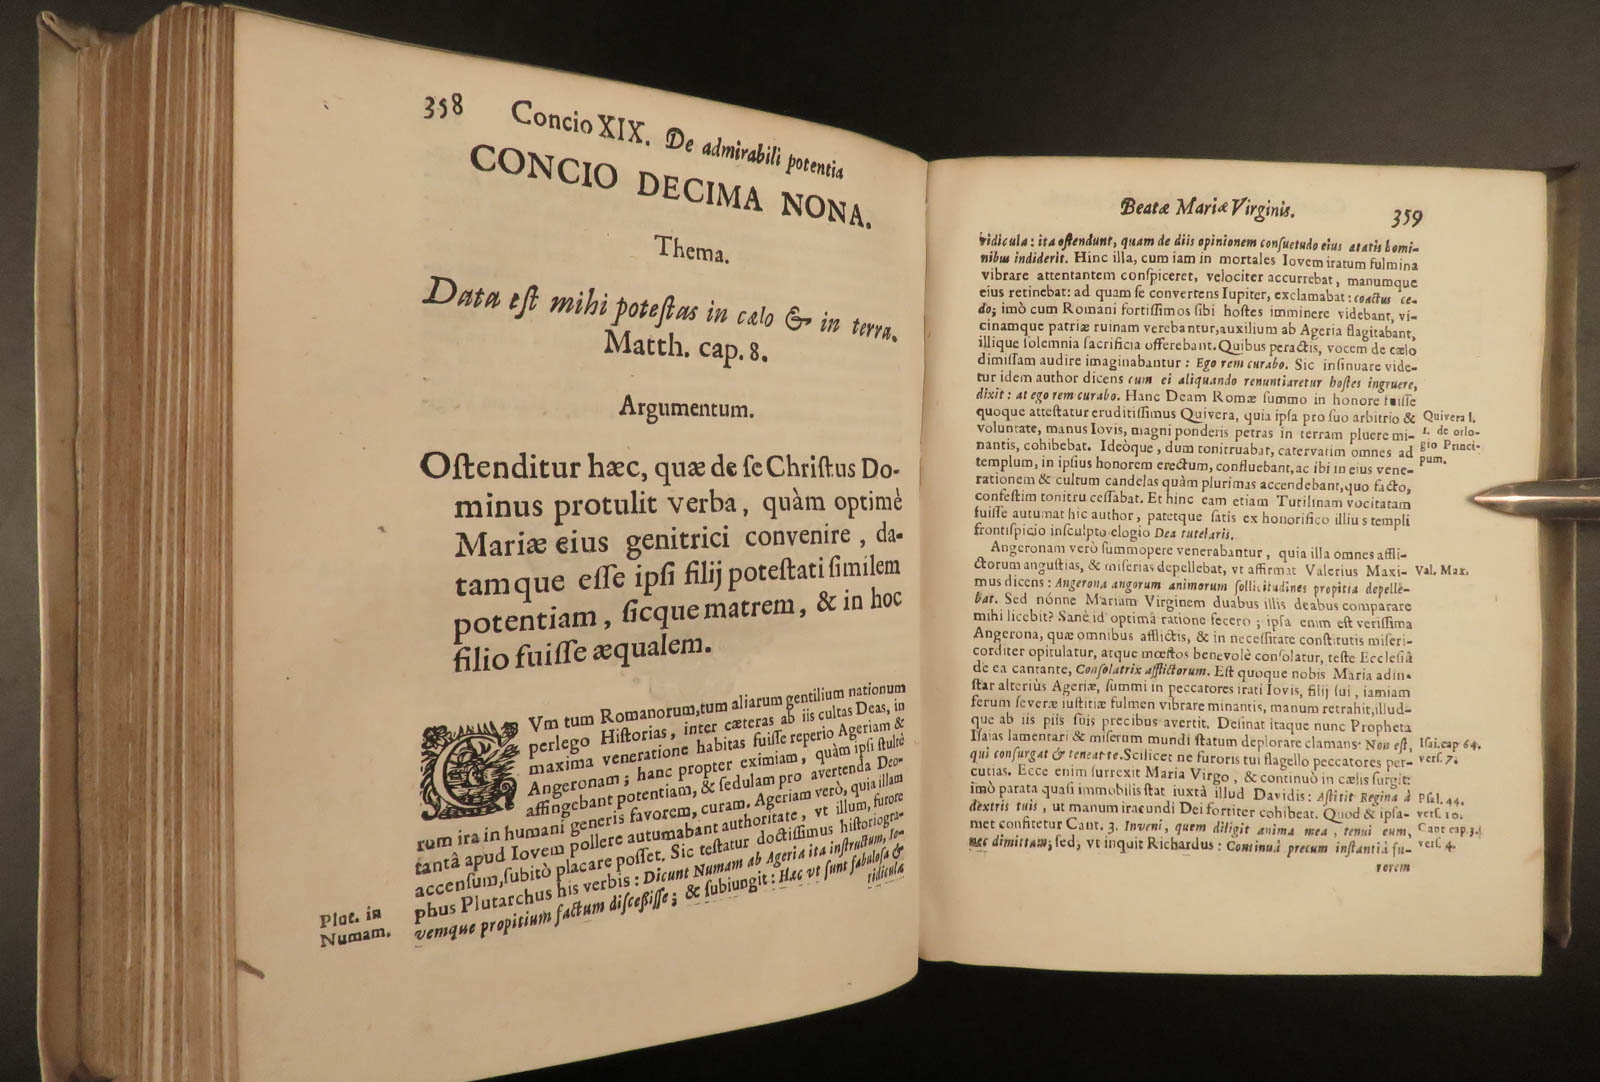 358 Concio XIX. De admirabili potentia
CONCIO DECIMA NONA.
Thema.
Data eſt mihi poteſtas in cælo & in terra.
Matth. cap. 8.
Argumentum.
Oſtenditur hæc, quæ de ſe Chriſtus Do-
minus protulit verba, quàm optimè
Mariæ eius genitrici convenire, da-
tamque eſſe ipſi filij poteſtati ſimilem
potentiam, ſicque matrem, & in hoc
filio fuiſſe æqualem.
CVm tum Romanorum, tum aliarum gentilium nationum
perlego Hiſtorias, inter cæteras ab iis cultas Deas, in
maxima veneratione habitas fuiſſe reperio Ageriam &
Angeronam; hanc propter eximiam, quàm ipſi ſtultè
affingebant potentiam, & ſedulam pro avertenda Deo-
rum ira in humani generis favorem, curam. Ageriam verò, quia illam
tantâ apud Iovem pollere autumabant authoritate, vt illum, furore
accenſum, ſubitò placare poſſet. Sic teſtatur doctiſſimus hiſtoriogra-
phus Plutarchus his verbis: Dicunt Numam ab Ageria ita inſtructum, Io-
vemque propitium factum diſceſſiſſe; & ſubiungit: Hæc vt ſunt fabuloſa &
ridicula
Plut. in
Numam.
Beatæ Mariæ Virginis. 359
ridicula: ita oſtendunt, quam de diis opinionem conſuetudo eius ætatis homi-
nibus indiderit. Hinc illa, cum iam in mortales Iovem iratum fulmina
vibrare attentantem conſpiceret, velociter accurrebat, manumque
eius retinebat: ad quam ſe convertens Iupiter, exclamabat: coactus ce-
do; imò cum Romani fortiſſimos ſibi hoſtes imminere videbant, vi-
cinamque patriæ ruinam verebantur, auxilium ab Ageria flagitabant,
illique ſolemnia ſacrificia offerebant. Quibus peractis, vocem de cælo
dimiſſam audire imaginabantur: Ego rem curabo. Sic inſinuare vide-
tur idem author dicens cum ei aliquando renuntiaretur hoſtes ingruere,
dixit: at ego rem curabo. Hanc Deam Romæ ſummo in honore fuiſſe
quoque atteſtatur eruditiſſimus Quivera, quia ipſa pro ſuo arbitrio &
voluntate, manus Iovis, magni ponderis petras in terram pluere mi-
nantis, cohibebat. Ideòque, dum tonitruabat, catervatim omnes ad
templum, in ipſius honorem erectum, confluebant, ac ibi in eius vene-
rationem & cultum candelas quàm plurimas accendebant, quo facto,
confeſtim tonitru ceſſabat. Et hinc eam etiam Tutilinam vocitatam
fuiſſe autumat hic author, patetque ſatis ex honorifico illius templi
frontiſpicio inſculpto elogio Dea tutelaris.
Angeronam verò ſummopere venerabantur, quia illa omnes affli-
ctorum anguſtias, & miſerias depellebat, vt affirmat Valerius Maxi-
mus dicens: Angerona angorum animorum ſollicitudines propitia depelle-
bat. Sed nónne Mariam Virginem duabus illis deabus comparare
mihi licebit? Sanè id optimâ ratione fecero; ipſa enim eſt veriſſima
Angerona, quæ omnibus afflictis, & in neceſſitate conſtitutis miſeri-
corditer opitulatur, atque mœſtos benevolè conſolatur, teſte Eccleſiâ
de ea cantante, Conſolatrix afflictorum. Eſt quoque nobis Maria ad in-
ſtar alteriùs Ageriæ, ſummi in peccatores irati Iovis, filij ſui, iamiam
ferum ſeveræ iuſtitiæ fulmen vibrare minantis, manum retrahit, illud-
que ab iis piis ſuis precibus avertit. Deſinat itaque nunc Propheta
Iſaias lamentari & miſerum mundi ſtatum deplorare clamans: Non eſt,
qui conſurgat & teneat te. Scilicet ne furoris tui flagello peccatores per-
cutias. Ecce enim ſurrexit Maria Virgo, & continuò in cælis ſurgit:
imò parata quaſi immobilis ſtat iuxtà illud Davidis: Aſtitit Regina à
dextris tuis, ut manum iracundi Dei fortiter cohibeat. Quod & ipſa-
met confitetur Cant. 3. Inveni, quem diligit anima mea, tenui eum,
nec dimittam; ſed, vt inquit Richardus: Continuâ precum inſtantiâ fu-
rorem
Quivera l.
1. de orlo-
gio Princi-
pum.
Val. Max.
Iſai. cap 64.
verſ. 7.
Pſal. 44.
verſ. 10.
Cant cap. 3.
verſ. 4.